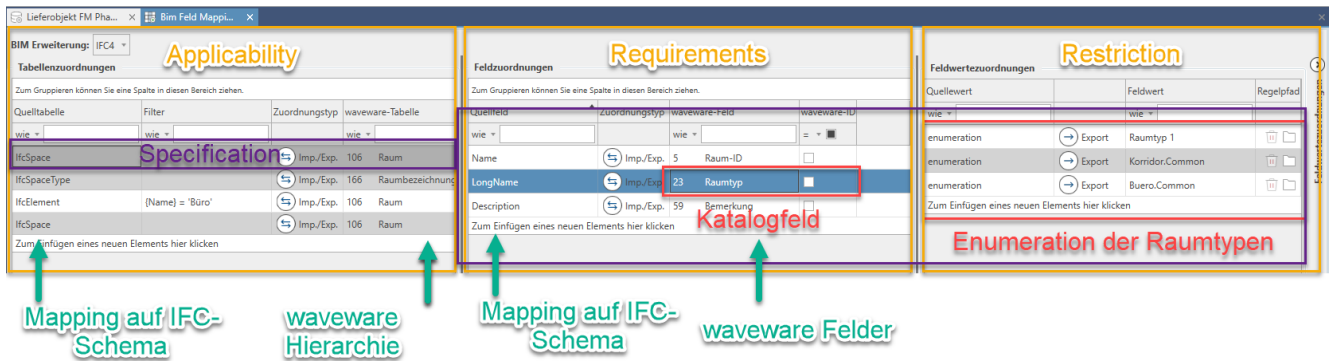 Lieferobjekt FM Pha... Bim Feld Mappi...
BIM Erweiterung: IFC4
Applicability
Tabellenzuordnungen
Zum Gruppieren können Sie eine Spalte in diesen Bereich ziehen.
Quelltabelle Filter Zuordnungstyp waveware-Tabelle
wie wie wie
IfcSpace Imp./Exp. 106 Raum
Specification
IfcSpaceType Imp./Exp. 166 Raumbezeichnung
IfcElement {Name} = 'Büro' Imp./Exp. 106 Raum
IfcSpace Imp./Exp. 106 Raum
Zum Einfügen eines neuen Elements hier klicken
Mapping auf IFC-
Schema
waveware
Hierarchie
Requirements
Feldzuordnungen
Zum Gruppieren können Sie eine Spalte in diesen Bereich ziehen.
Quellfeld Zuordnungstyp waveware-Feld waveware-ID
wie wie =
Name Imp./Exp. 5 Raum-ID
LongName Imp./Exp. 23 Raumtyp
Description Imp./Exp. 59 Bemerkung
Zum Einfügen eines neuen Elements hier klicken
Katalogfeld
Mapping auf IFC-
Schema
waveware Felder
Restriction
Feldwertezuordnungen
Quellewert Feldwert Regelpfad
wie wie
enumeration Export Raumtyp 1
enumeration Export Korridor.Common
enumeration Export Buero.Common
Zum Einfügen eines neuen Elements hier klicken
Enumeration der Raumtypen
Feldwertezuordnungen